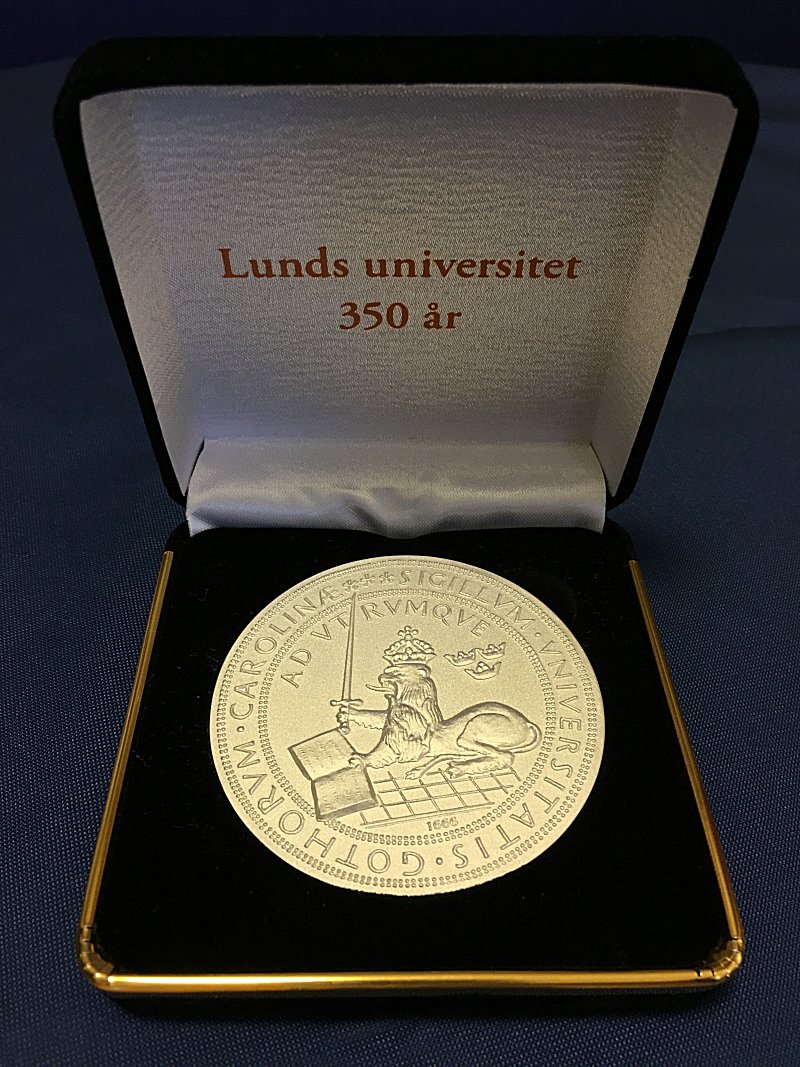 Lunds universitet
350 år
SIGILLVM · VNIVERSITATIS · GOTHORVM · CAROLINÆ
AD VTRVMQVE
1666